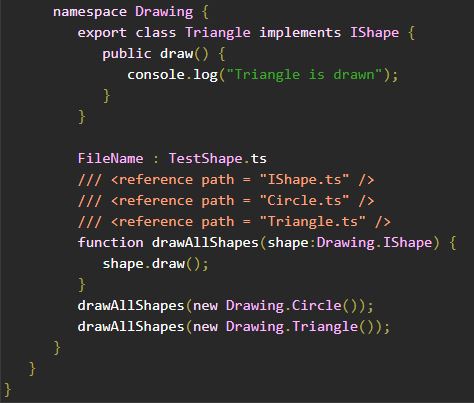 namespace Drawing {
export class Triangle implements IShape {
public draw() {
console.log("Triangle is drawn");
}
}
FileName : TestShape.ts
/// <reference path = "IShape.ts" />
/// <reference path = "Circle.ts" />
/// <reference path = "Triangle.ts" />
function drawAllShapes(shape:Drawing.IShape) {
shape.draw();
}
drawAllShapes(new Drawing.Circle());
drawAllShapes(new Drawing.Triangle());
}
}
}